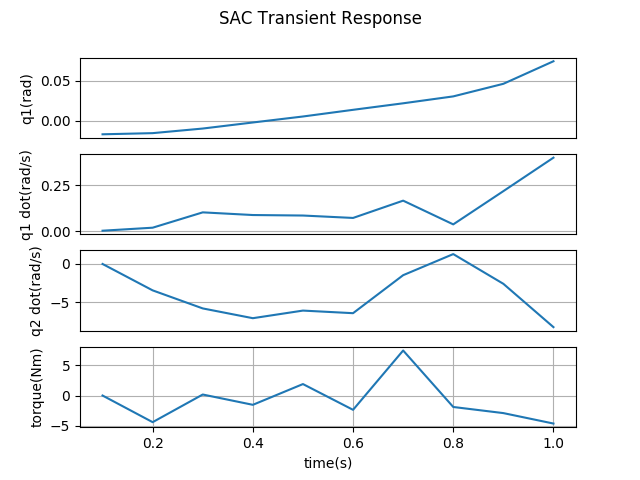 SAC Transient Response
q1(rad)
0.05
0.00
q1 dot(rad/s)
0.25
0.00
q2 dot(rad/s)
0
−5
torque(Nm)
5
0
−5
0.2 0.4 0.6 0.8 1.0
time(s)